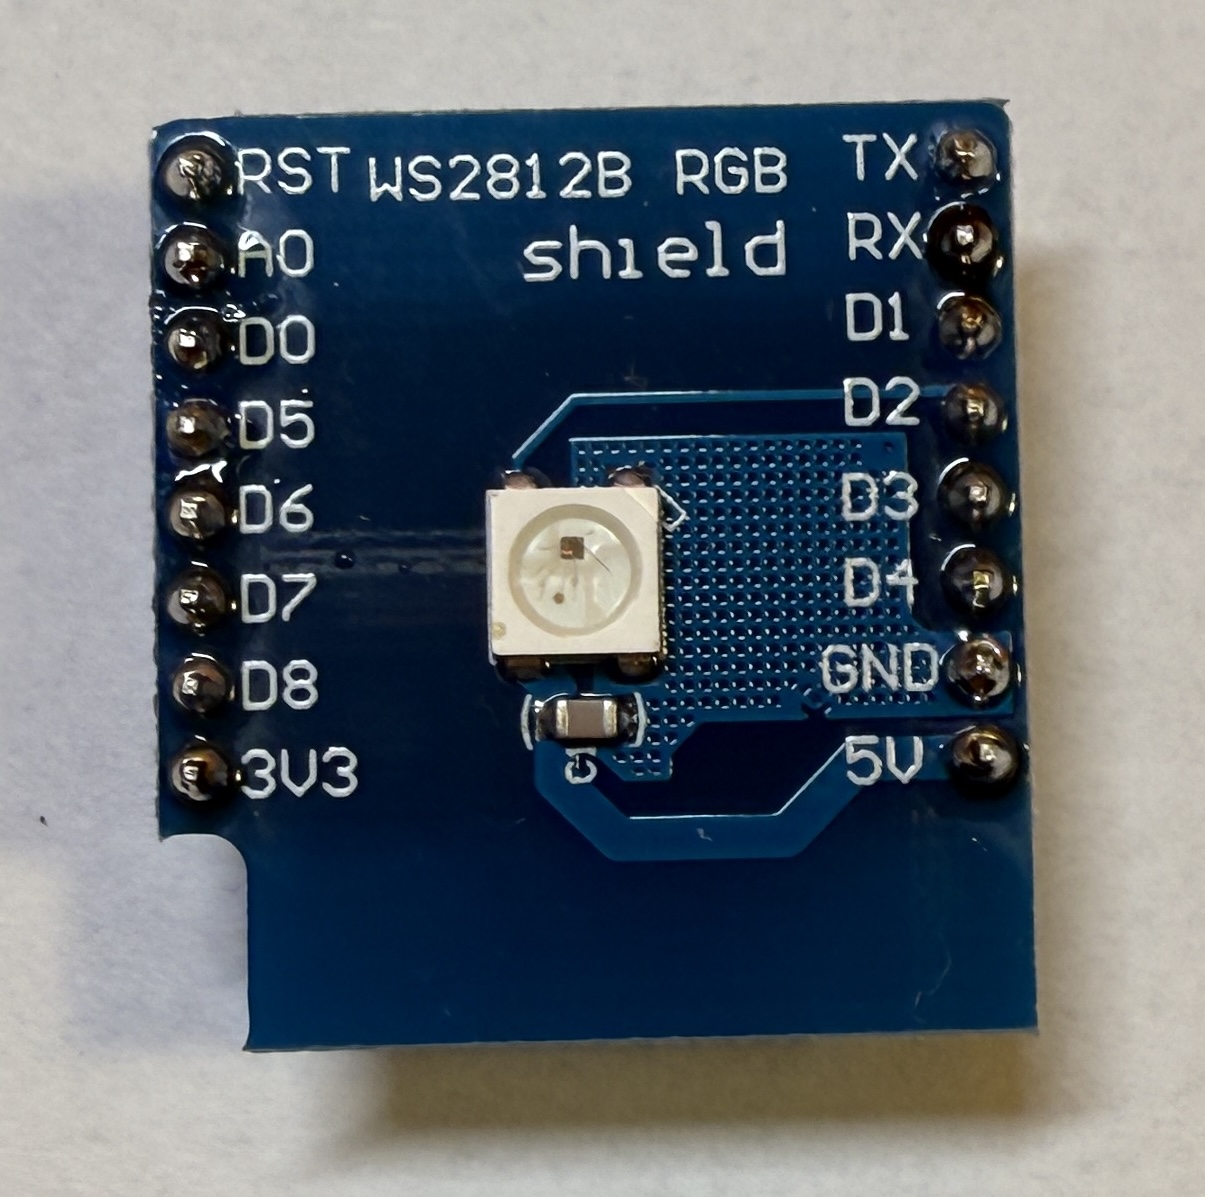 RST WS2812B RGB TX
shield
A0 RX
D0 D1
D5 D2
D6 D3
D7 D4
D8 GND
3V3 5V